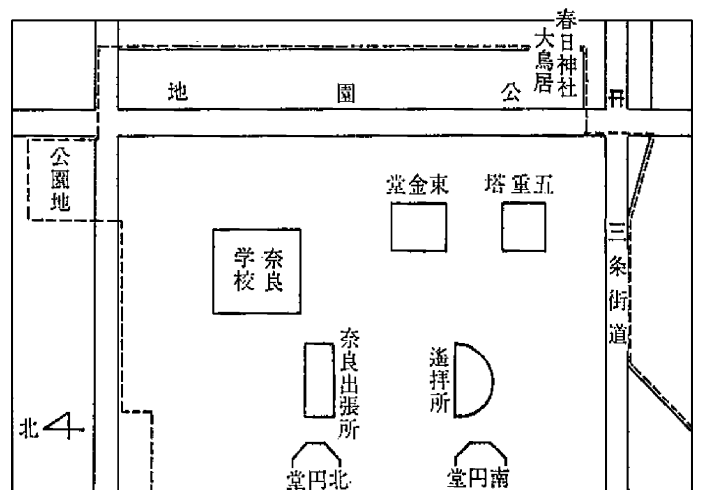 春日神社
大鳥居
公園地
公園地
東金堂
五重塔
奈良
学校
三条街道
奈良出張所
遙拝所
北
北円堂
南円堂